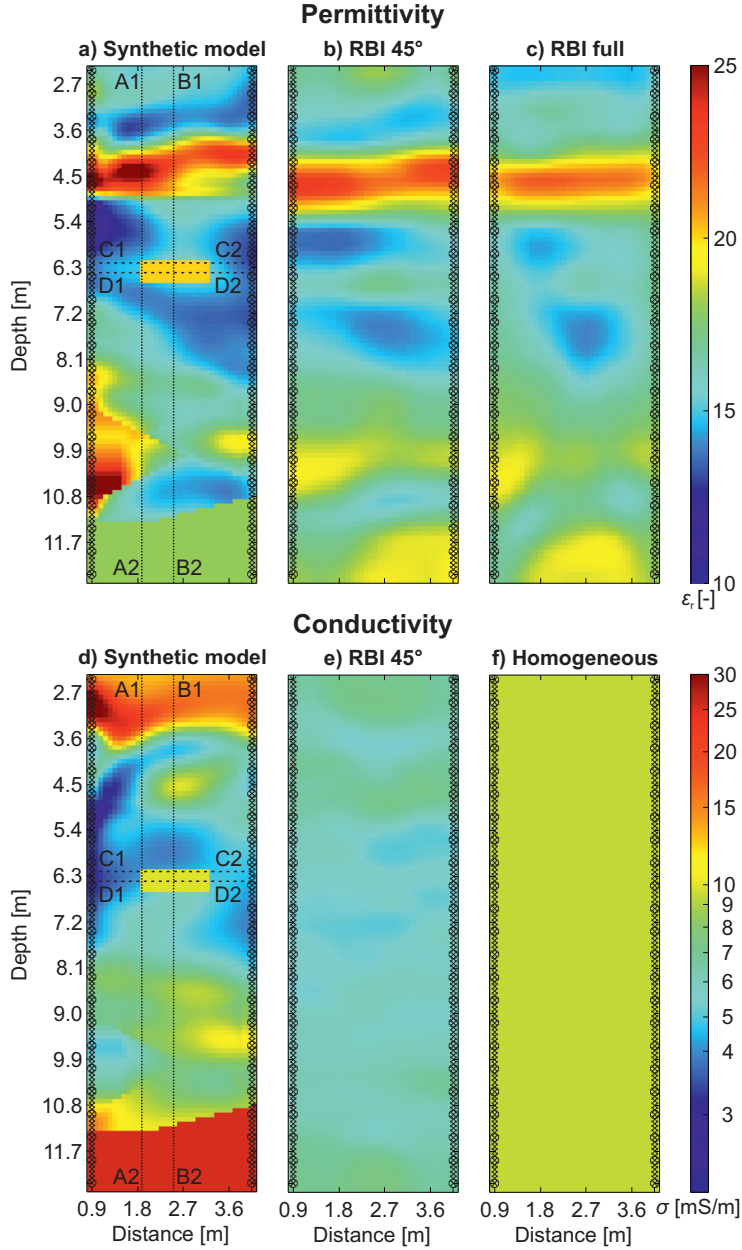 Permittivity
a) Synthetic model b) RBI 45° c) RBI full
A1 B1
2.7
3.6
4.5
5.4
6.3
7.2
8.1
9.0
9.9
10.8
11.7
Depth [m]
C1 C2
D1 D2
A2 B2
25
20
15
10
εr [-]
Conductivity
d) Synthetic model e) RBI 45° f) Homogeneous
A1 B1
2.7
3.6
4.5
5.4
6.3
7.2
8.1
9.0
9.9
10.8
11.7
Depth [m]
C1 C2
D1 D2
A2 B2
30
25
20
15
10
9
8
7
6
5
4
3
σ [mS/m]
0.9 1.8 2.7 3.6 0.9 1.8 2.7 3.6 0.9 1.8 2.7 3.6
Distance [m] Distance [m] Distance [m]